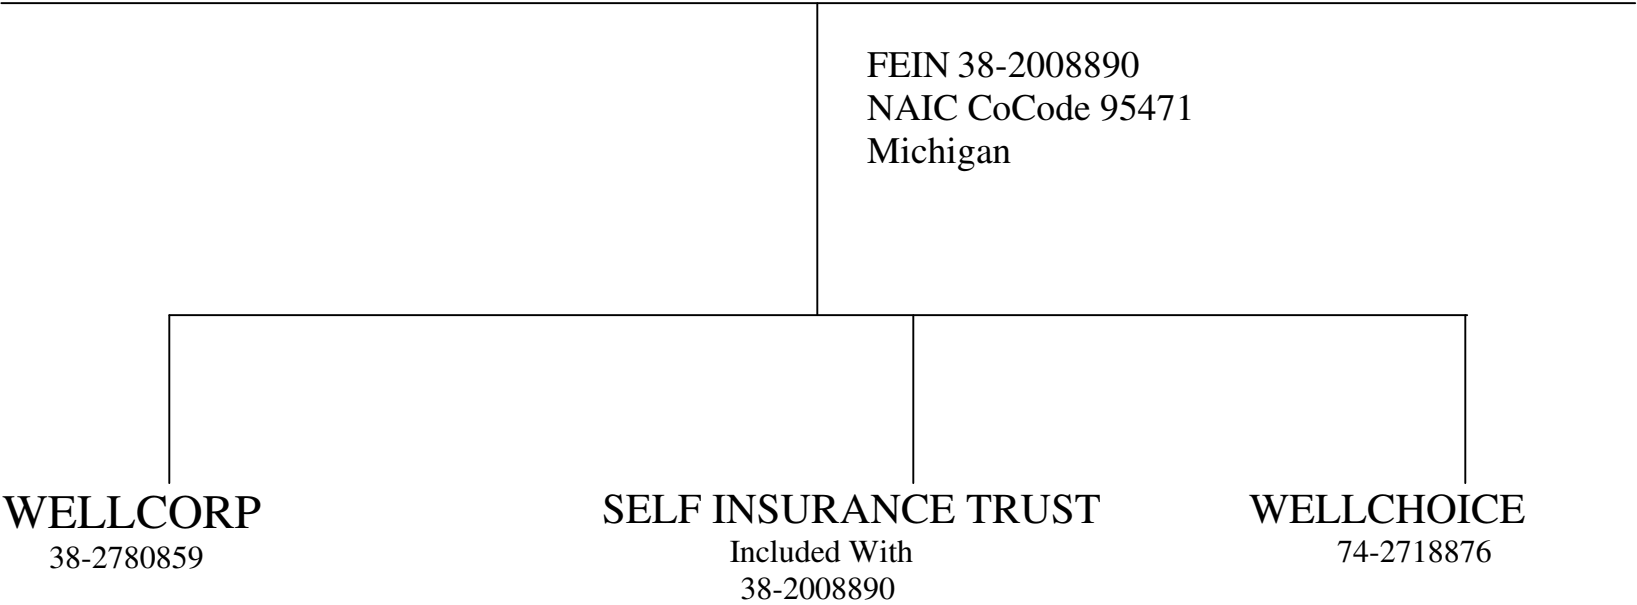 FEIN 38-2008890
NAIC CoCode 95471
Michigan
WELLCORP
38-2780859
SELF INSURANCE TRUST
Included With
38-2008890
WELLCHOICE
74-2718876